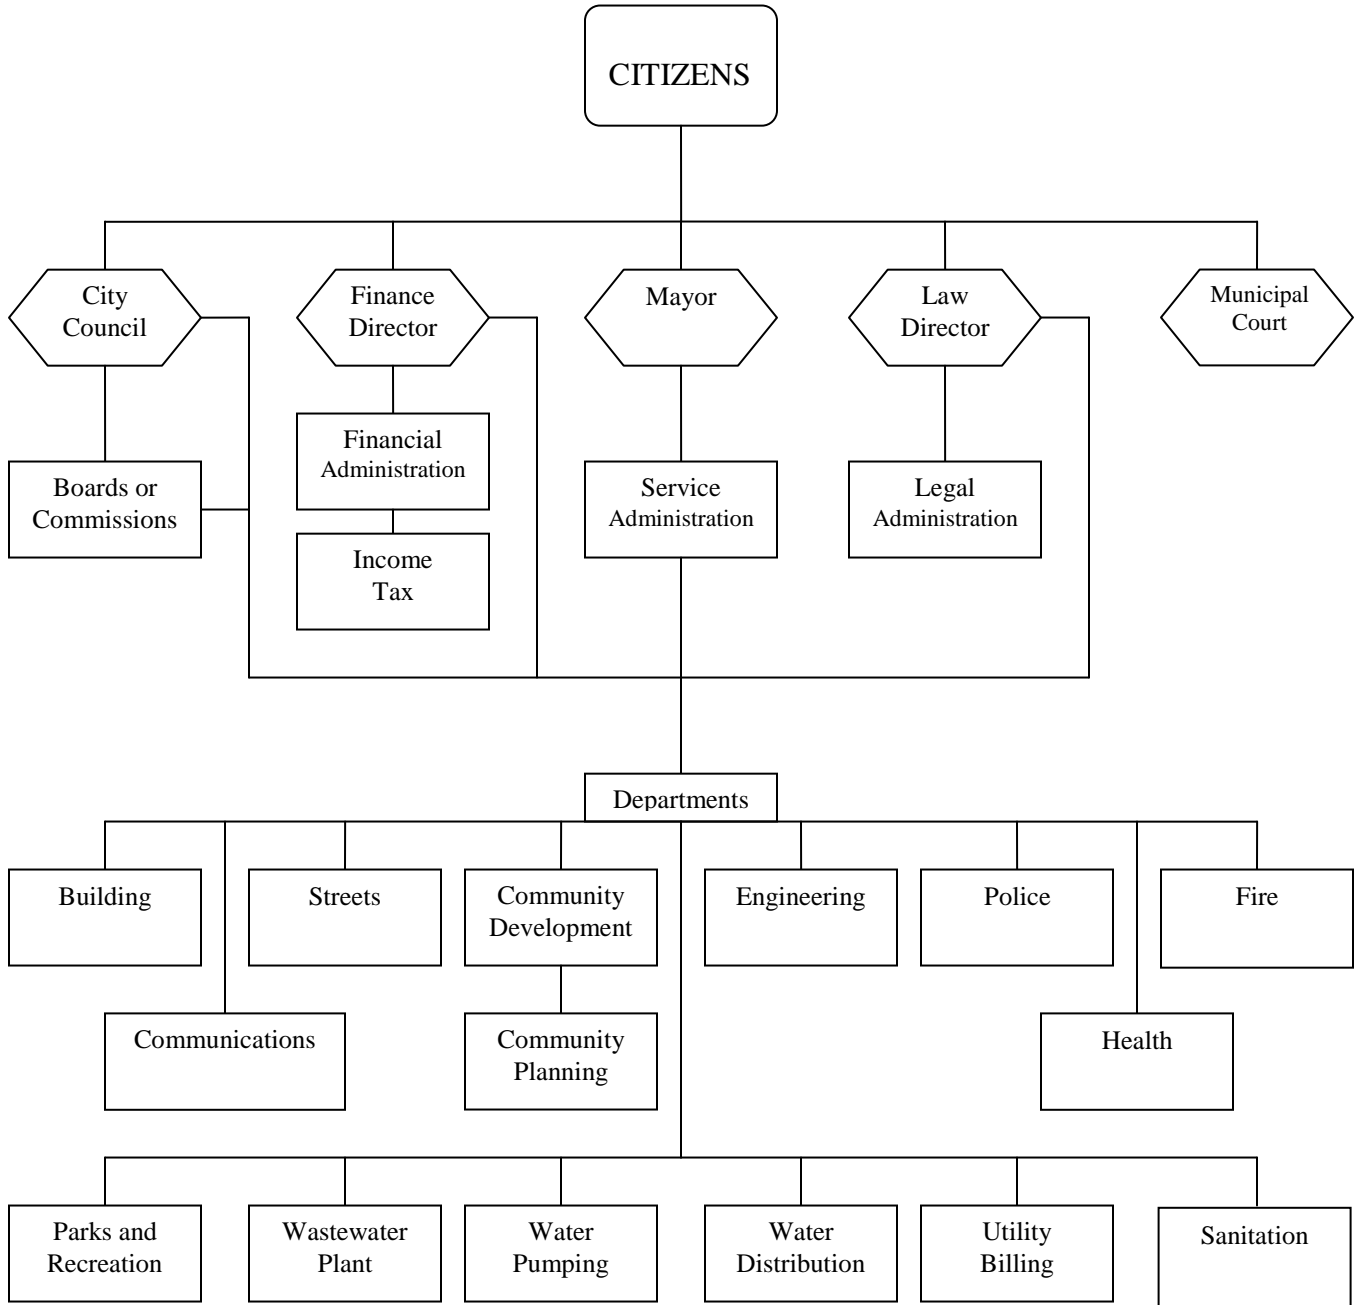 CITIZENS
City
Council
Finance
Director
Mayor
Law
Director
Municipal
Court
Boards or
Commissions
Financial
Administration
Income
Tax
Service
Administration
Legal
Administration
Departments
Building
Streets
Community
Development
Engineering
Police
Fire
Communications
Community
Planning
Health
Parks and
Recreation
Wastewater
Plant
Water
Pumping
Water
Distribution
Utility
Billing
Sanitation